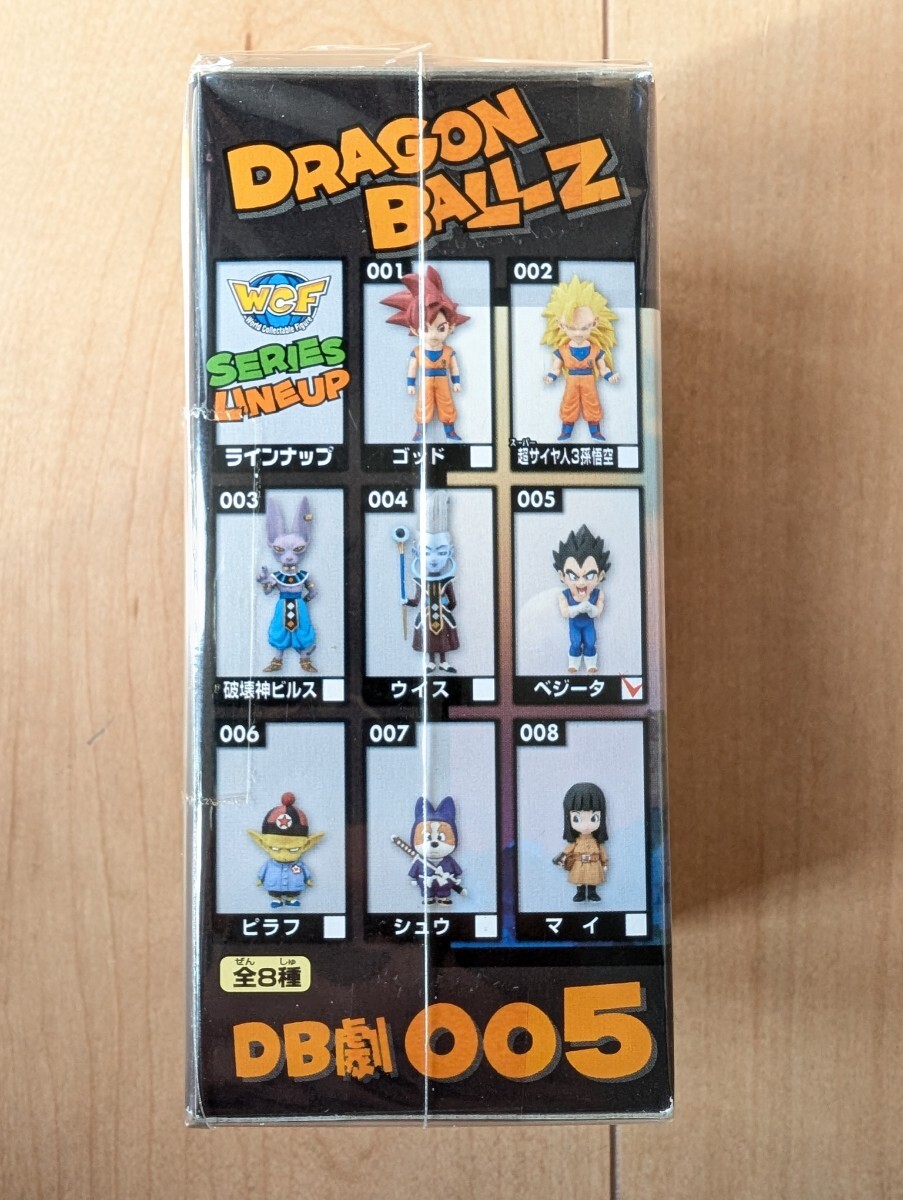 DRAGON
BALL Z
WCF
World Collectable Figure
SERIES
LINEUP
ラインナップ
001
ゴッド
002
スーパー
超サイヤ人3孫悟空
003
破壊神ビルス
004
ウイス
005
ベジータ
006
ピラフ
007
シュウ
008
マイ
ぜん しゅ
全8種
DB劇 005